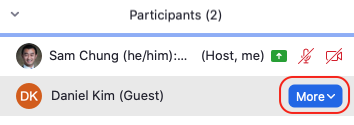 Participants (2)
Sam Chung (he/him):... (Host, me)
DK Daniel Kim (Guest) More